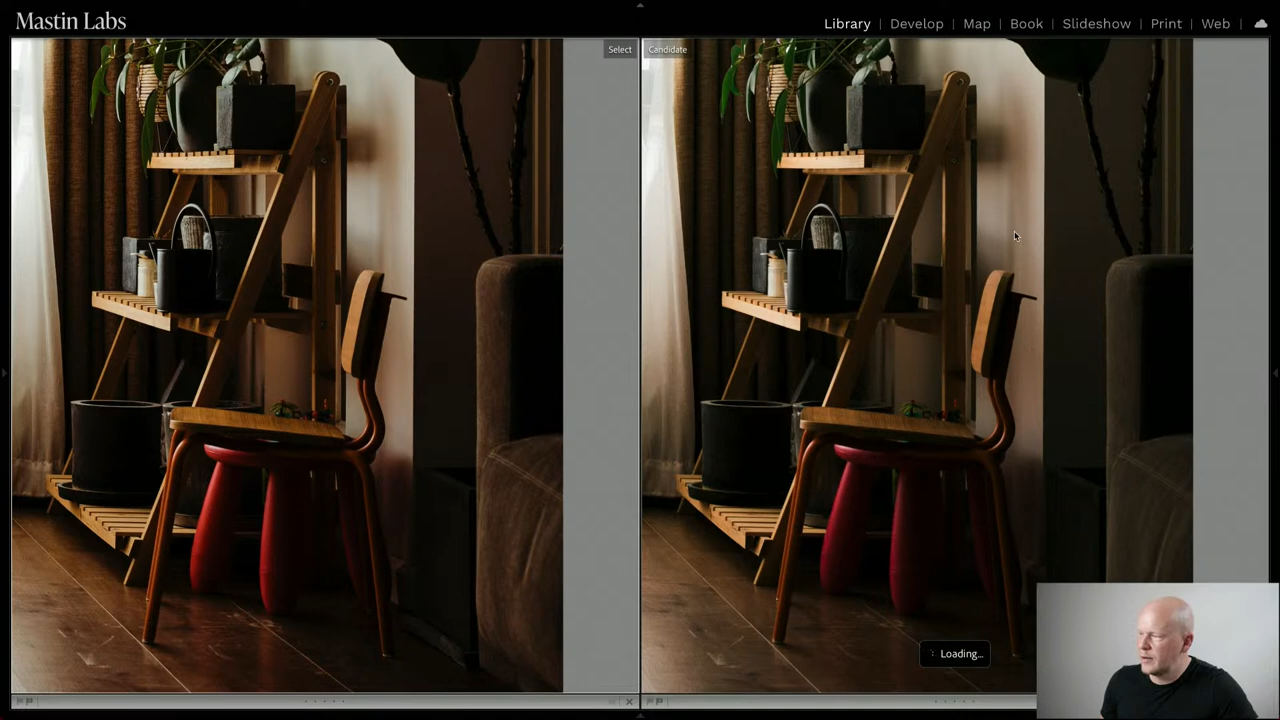 Mastin Labs
Library | Develop | Map | Book | Slideshow | Print | Web |
Select
Candidate
Loading...